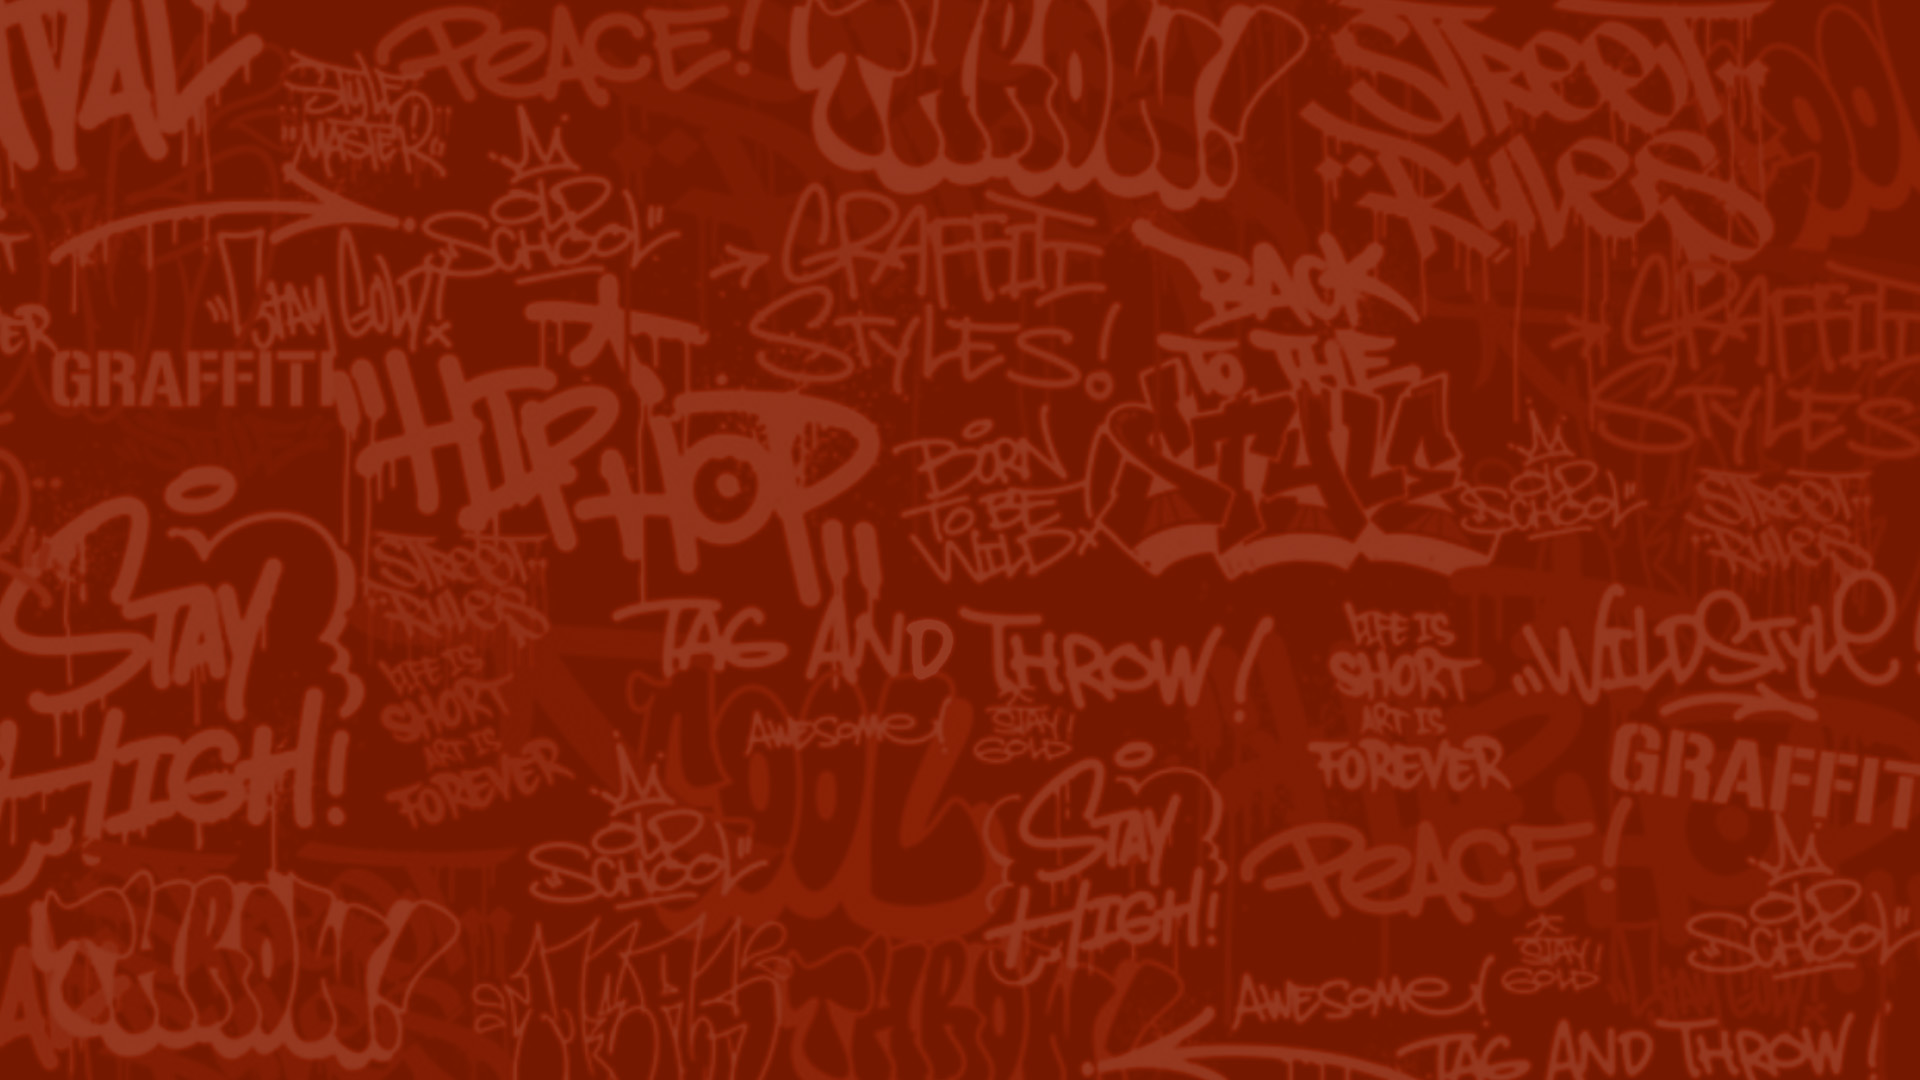 PeACE!
THROW
STReeT
RULeS
STYLE
MASTER
OLD
SCHOOL"
GRAFFITI
STYLES!
BACK
TO THE
STYLE
"STAY GOLD!
GRAFFITI
STYLES
GRAFFITI
"HIP
HOP"
BORN
TO BE
WILD
OLD
SCHOOL"
STReeT
RULeS
STAY
HIGH!
STReeT
RULeS
TAG AND THROW!
LIFE IS
SHORT
ART IS
FOREVER
"WILDSTYLE!
LIFE IS
SHORT
ART IS
FOREVER
AWESOMe!
STAY!
GOLD
COOL
GRAFFITI
OLD
SCHOOL"
STAY
HIGH!
PeACE!
OLD
SCHOOL"
THROW
THROW
STAY!
GOLD
AWESOMe!
TAG AND THROW!